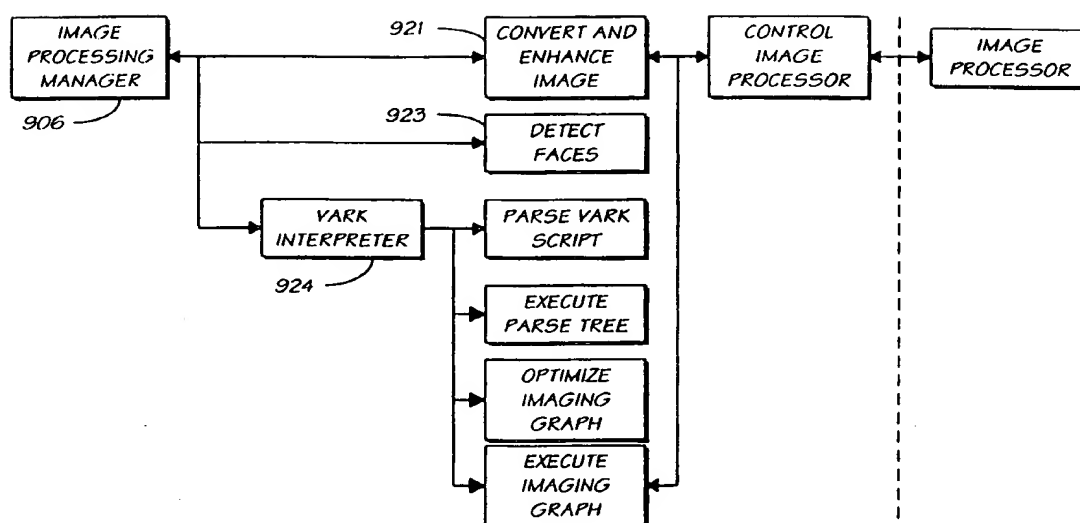 IMAGE
PROCESSING
MANAGER
906
921
CONVERT AND
ENHANCE
IMAGE
CONTROL
IMAGE
PROCESSOR
IMAGE
PROCESSOR
923
DETECT
FACES
VARK
INTERPRETER
924
PARSE VARK
SCRIPT
EXECUTE
PARSE TREE
OPTIMIZE
IMAGING
GRAPH
EXECUTE
IMAGING
GRAPH